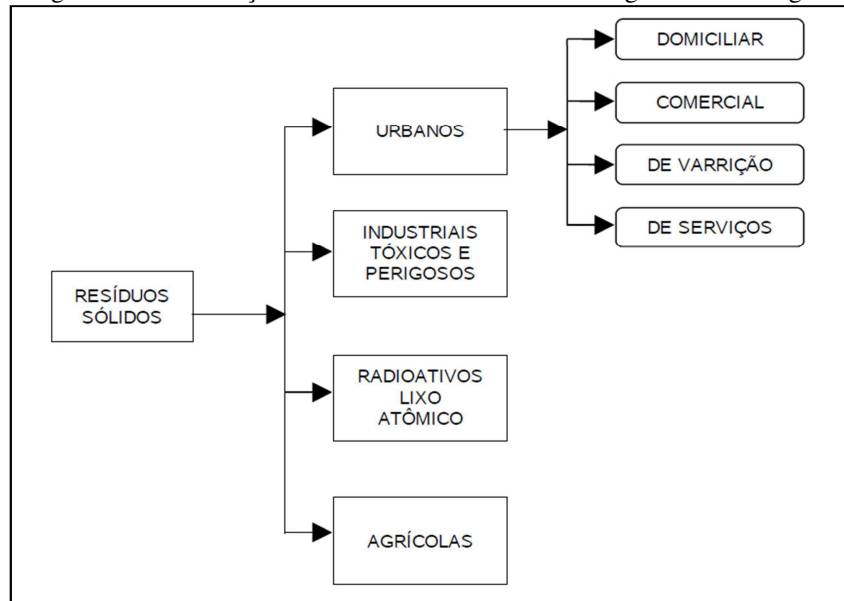 DOMICILIAR
COMERCIAL
URBANOS
DE VARRIÇÃO
DE SERVIÇOS
INDUSTRIAIS
TÓXICOS E
PERIGOSOS
RESÍDUOS
SÓLIDOS
RADIOATIVOS
LIXO
ATÔMICO
AGRÍCOLAS